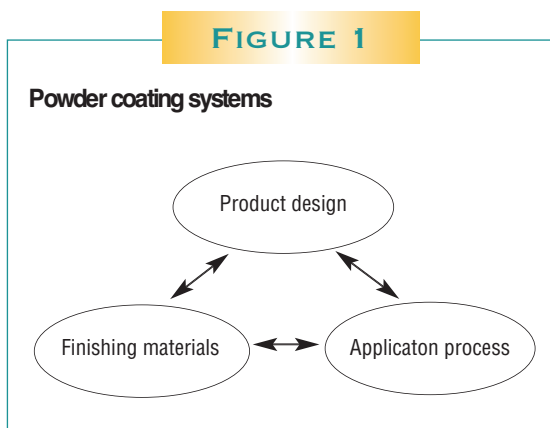 FIGURE 1
Powder coating systems
Product design
Finishing materials
Applicaton process